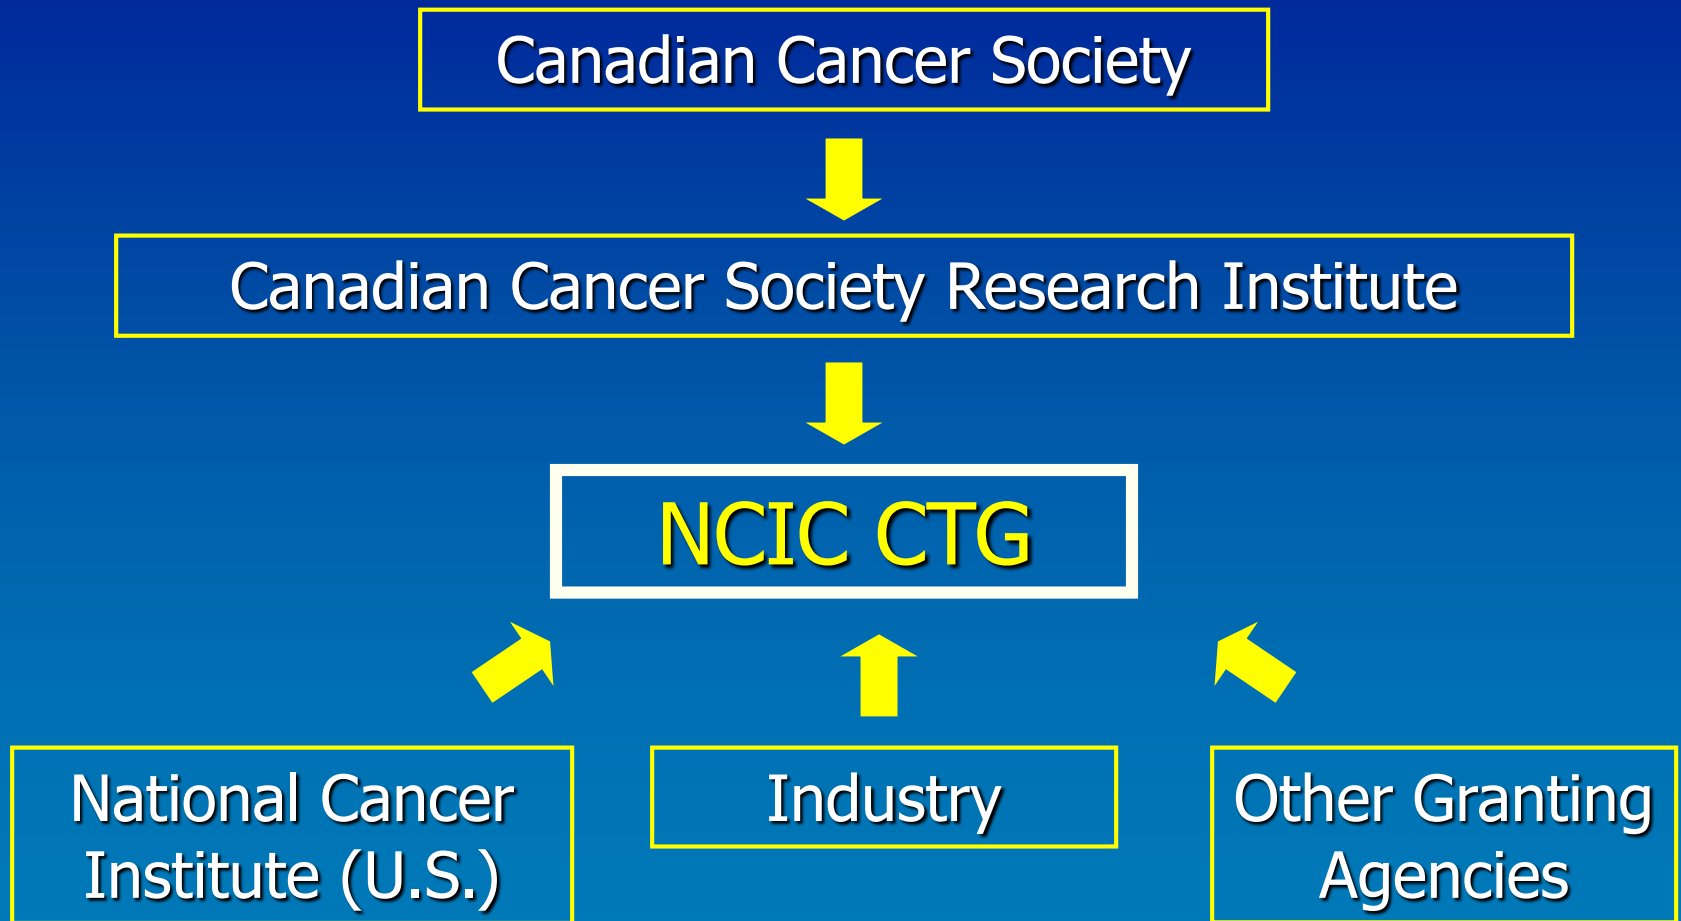 Canadian Cancer Society
Canadian Cancer Society Research Institute
NCIC CTG
National Cancer
Institute (U.S.)
Industry
Other Granting
Agencies